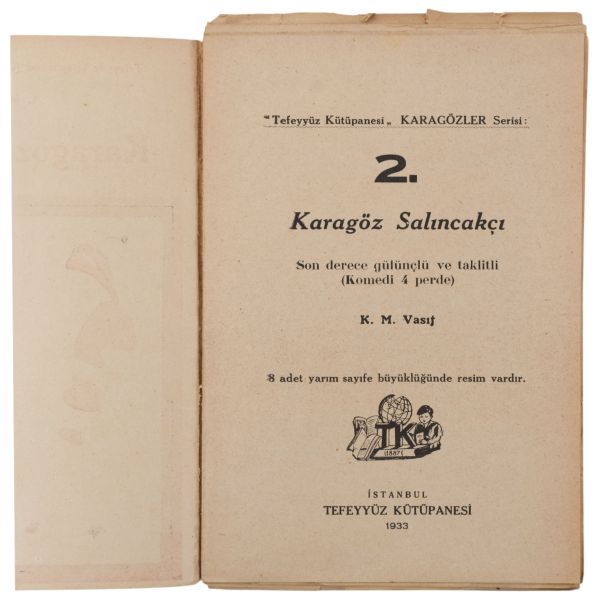 "Tefeyyüz Kütüpanesi„ KARAGÖZLER Serisi:
2.
Karagöz Salıncakçı
Son derece gülünçlü ve taklitli
(Komedi 4 perde)
K. M. Vasıf
8 adet yarım sayıfe büyüklüğünde resim vardır.
TK
1887
İSTANBUL
TEFEYYÜZ KÜTÜPANESİ
1933